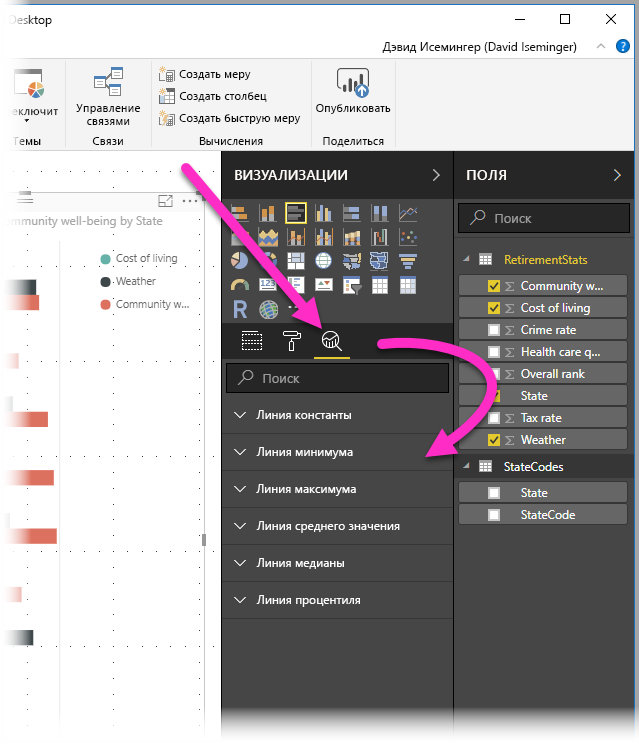 Desktop
Дэвид Исемингер (David Iseminger)
Управление связями
Создать меру
Создать столбец
Создать быструю меру
Опубликовать
Связи
Вычисления
Поделиться
well-being by State
Cost of living
Weather
Community w...
ВИЗУАЛИЗАЦИИ
123
R
Поиск
Линия константы
Линия минимума
Линия максимума
Линия среднего значения
Линия медианы
Линия процентиля
ПОЛЯ
Поиск
RetirementStats
Community w...
Cost of living
Crime rate
Health care q...
Overall rank
State
Tax rate
Weather
StateCodes
State
StateCode